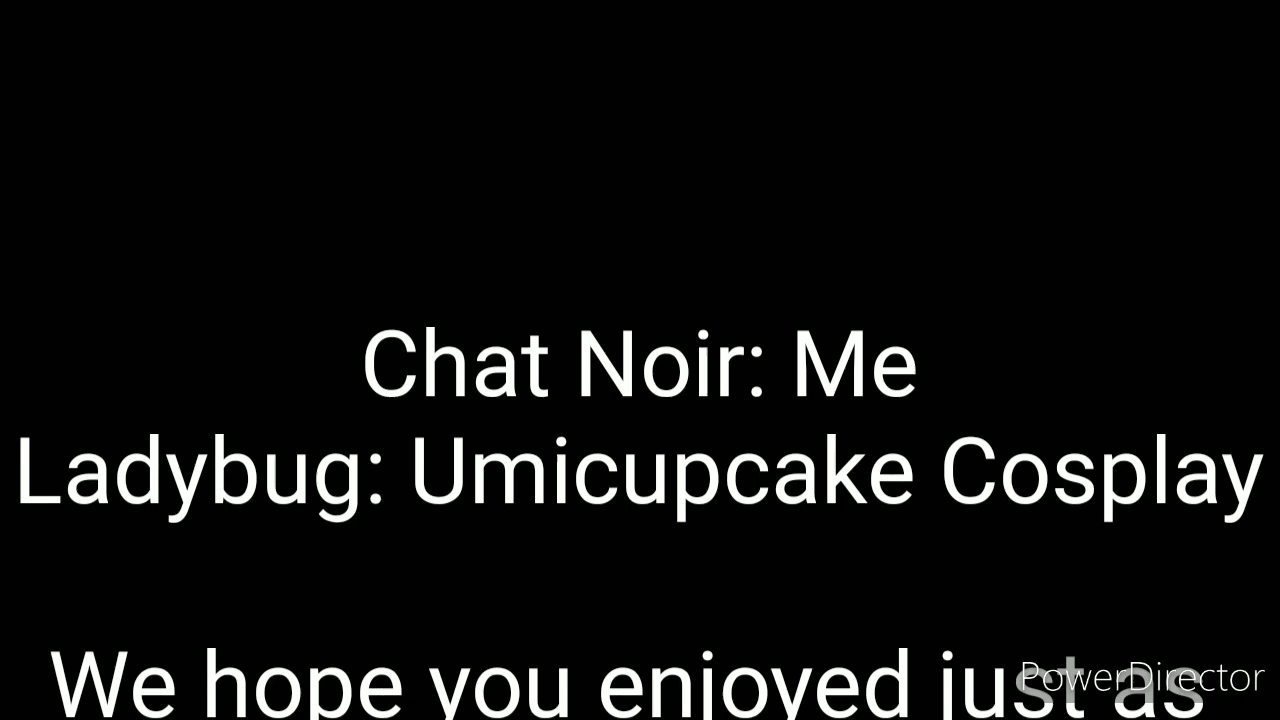 Chat Noir: Me
Ladybug: Umicupcake Cosplay
We hope you enjoyed just as
PowerDirector